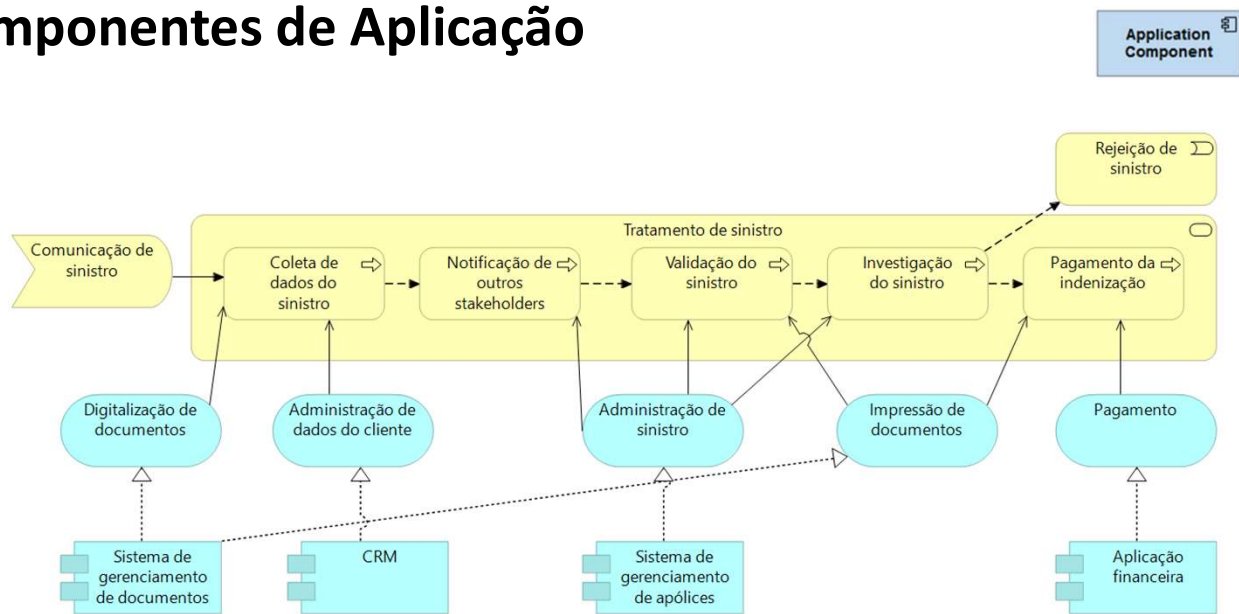 mponentes de Aplicação
Application
Component
Rejeição de
sinistro
Tratamento de sinistro
Comunicação de
sinistro
Coleta de
dados do
sinistro
Notificação de
outros
stakeholders
Validação do
sinistro
Investigação
do sinistro
Pagamento da
indenização
Digitalização de
documentos
Administração de
dados do cliente
Administração de
sinistro
Impressão de
documentos
Pagamento
Sistema de
gerenciamento
de documentos
CRM
Sistema de
gerenciamento
de apólices
Aplicação
financeira